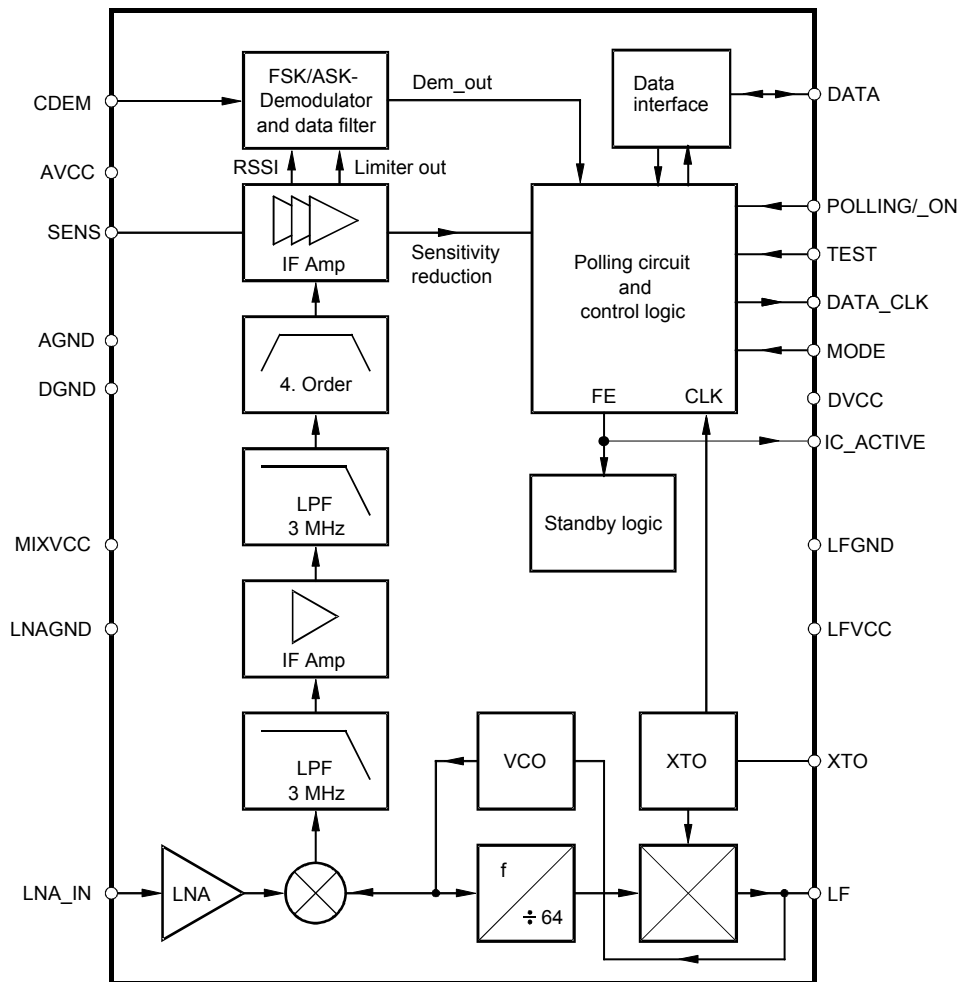 CDEM
AVCC
SENS
AGND
DGND
MIXVCC
LNAGND
LNA_IN
FSK/ASK-
Demodulator
and data filter
Dem_out
RSSI
Limiter out
IF Amp
Sensitivity
reduction
4. Order
LPF
3 MHz
IF Amp
LPF
3 MHz
LNA
Data
interface
Polling circuit
and
control logic
FE
CLK
Standby logic
VCO
XTO
f
÷ 64
DATA
POLLING/_ON
TEST
DATA_CLK
MODE
DVCC
IC_ACTIVE
LFGND
LFVCC
XTO
LF